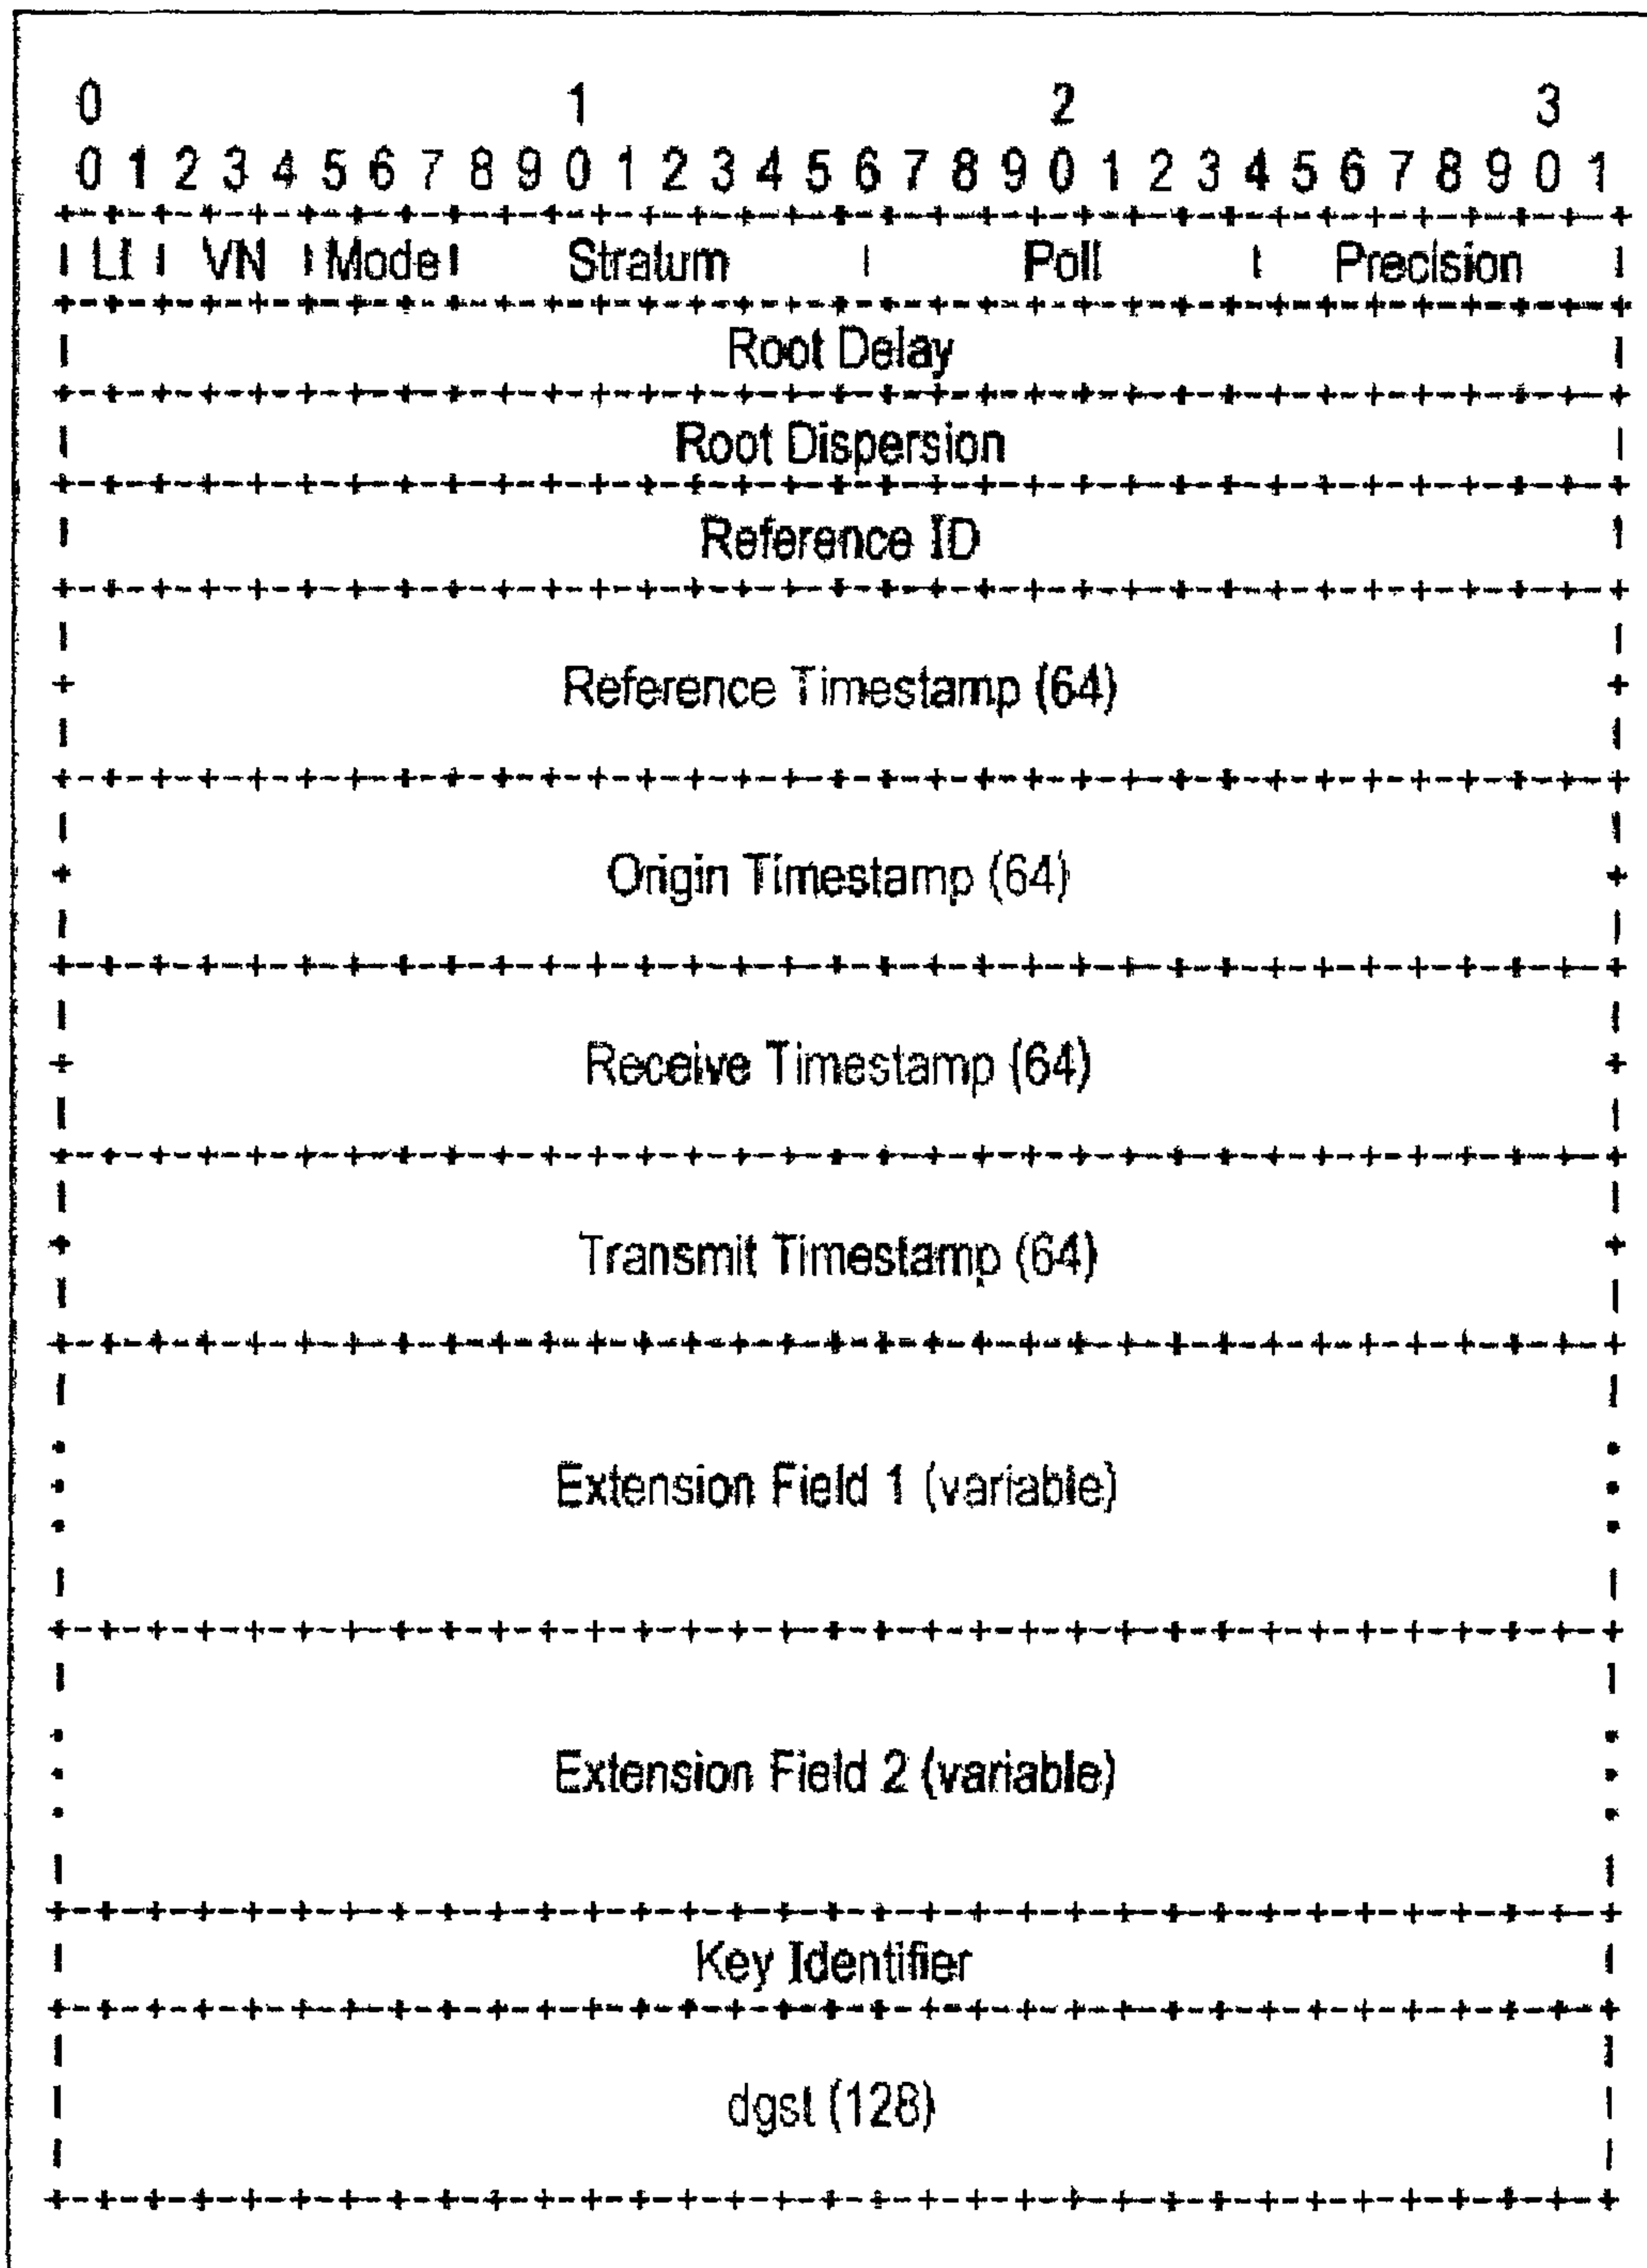 0 1 2 3
0 1 2 3 4 5 6 7 8 9 0 1 2 3 4 5 6 7 8 9 0 1 2 3 4 5 6 7 8 9 0 1
+-+-+-+-+-+-+-+-+-+-+-+-+-+-+-+-+-+-+-+-+-+-+-+-+-+-+-+-+-+-+-+-+
| LI | VN | Mode | Stratum | Poll | Precision |
+-+-+-+-+-+-+-+-+-+-+-+-+-+-+-+-+-+-+-+-+-+-+-+-+-+-+-+-+-+-+-+-+
| Root Delay |
+-+-+-+-+-+-+-+-+-+-+-+-+-+-+-+-+-+-+-+-+-+-+-+-+-+-+-+-+-+-+-+-+
| Root Dispersion |
+-+-+-+-+-+-+-+-+-+-+-+-+-+-+-+-+-+-+-+-+-+-+-+-+-+-+-+-+-+-+-+-+
| Reference ID |
+-+-+-+-+-+-+-+-+-+-+-+-+-+-+-+-+-+-+-+-+-+-+-+-+-+-+-+-+-+-+-+-+
| |
+ Reference Timestamp (64) +
| |
+-+-+-+-+-+-+-+-+-+-+-+-+-+-+-+-+-+-+-+-+-+-+-+-+-+-+-+-+-+-+-+-+
| |
+ Origin Timestamp (64) +
| |
+-+-+-+-+-+-+-+-+-+-+-+-+-+-+-+-+-+-+-+-+-+-+-+-+-+-+-+-+-+-+-+-+
| |
+ Receive Timestamp (64) +
| |
+-+-+-+-+-+-+-+-+-+-+-+-+-+-+-+-+-+-+-+-+-+-+-+-+-+-+-+-+-+-+-+-+
| |
+ Transmit Timestamp (64) +
| |
+-+-+-+-+-+-+-+-+-+-+-+-+-+-+-+-+-+-+-+-+-+-+-+-+-+-+-+-+-+-+-+-+
| |
. .
. Extension Field 1 (variable) .
. .
| |
+-+-+-+-+-+-+-+-+-+-+-+-+-+-+-+-+-+-+-+-+-+-+-+-+-+-+-+-+-+-+-+-+
| |
. .
. Extension Field 2 (variable) .
. .
| |
+-+-+-+-+-+-+-+-+-+-+-+-+-+-+-+-+-+-+-+-+-+-+-+-+-+-+-+-+-+-+-+-+
| Key Identifier |
+-+-+-+-+-+-+-+-+-+-+-+-+-+-+-+-+-+-+-+-+-+-+-+-+-+-+-+-+-+-+-+-+
| |
| dgst (128) |
| |
+-+-+-+-+-+-+-+-+-+-+-+-+-+-+-+-+-+-+-+-+-+-+-+-+-+-+-+-+-+-+-+-+